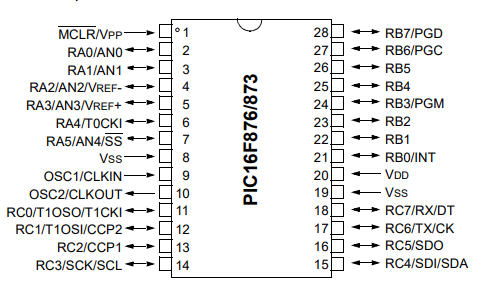 MCLR/VPP 1 28 RB7/PGD
RA0/AN0 2 27 RB6/PGC
RA1/AN1 3 26 RB5
RA2/AN2/VREF- 4 25 RB4
RA3/AN3/VREF+ 5 24 RB3/PGM
RA4/T0CKI 6 23 RB2
RA5/AN4/SS 7 22 RB1
VSS 8 21 RB0/INT
OSC1/CLKIN 9 20 VDD
OSC2/CLKOUT 10 19 VSS
RC0/T1OSO/T1CKI 11 18 RC7/RX/DT
RC1/T1OSI/CCP2 12 17 RC6/TX/CK
RC2/CCP1 13 16 RC5/SDO
RC3/SCK/SCL 14 15 RC4/SDI/SDA
PIC16F876/873